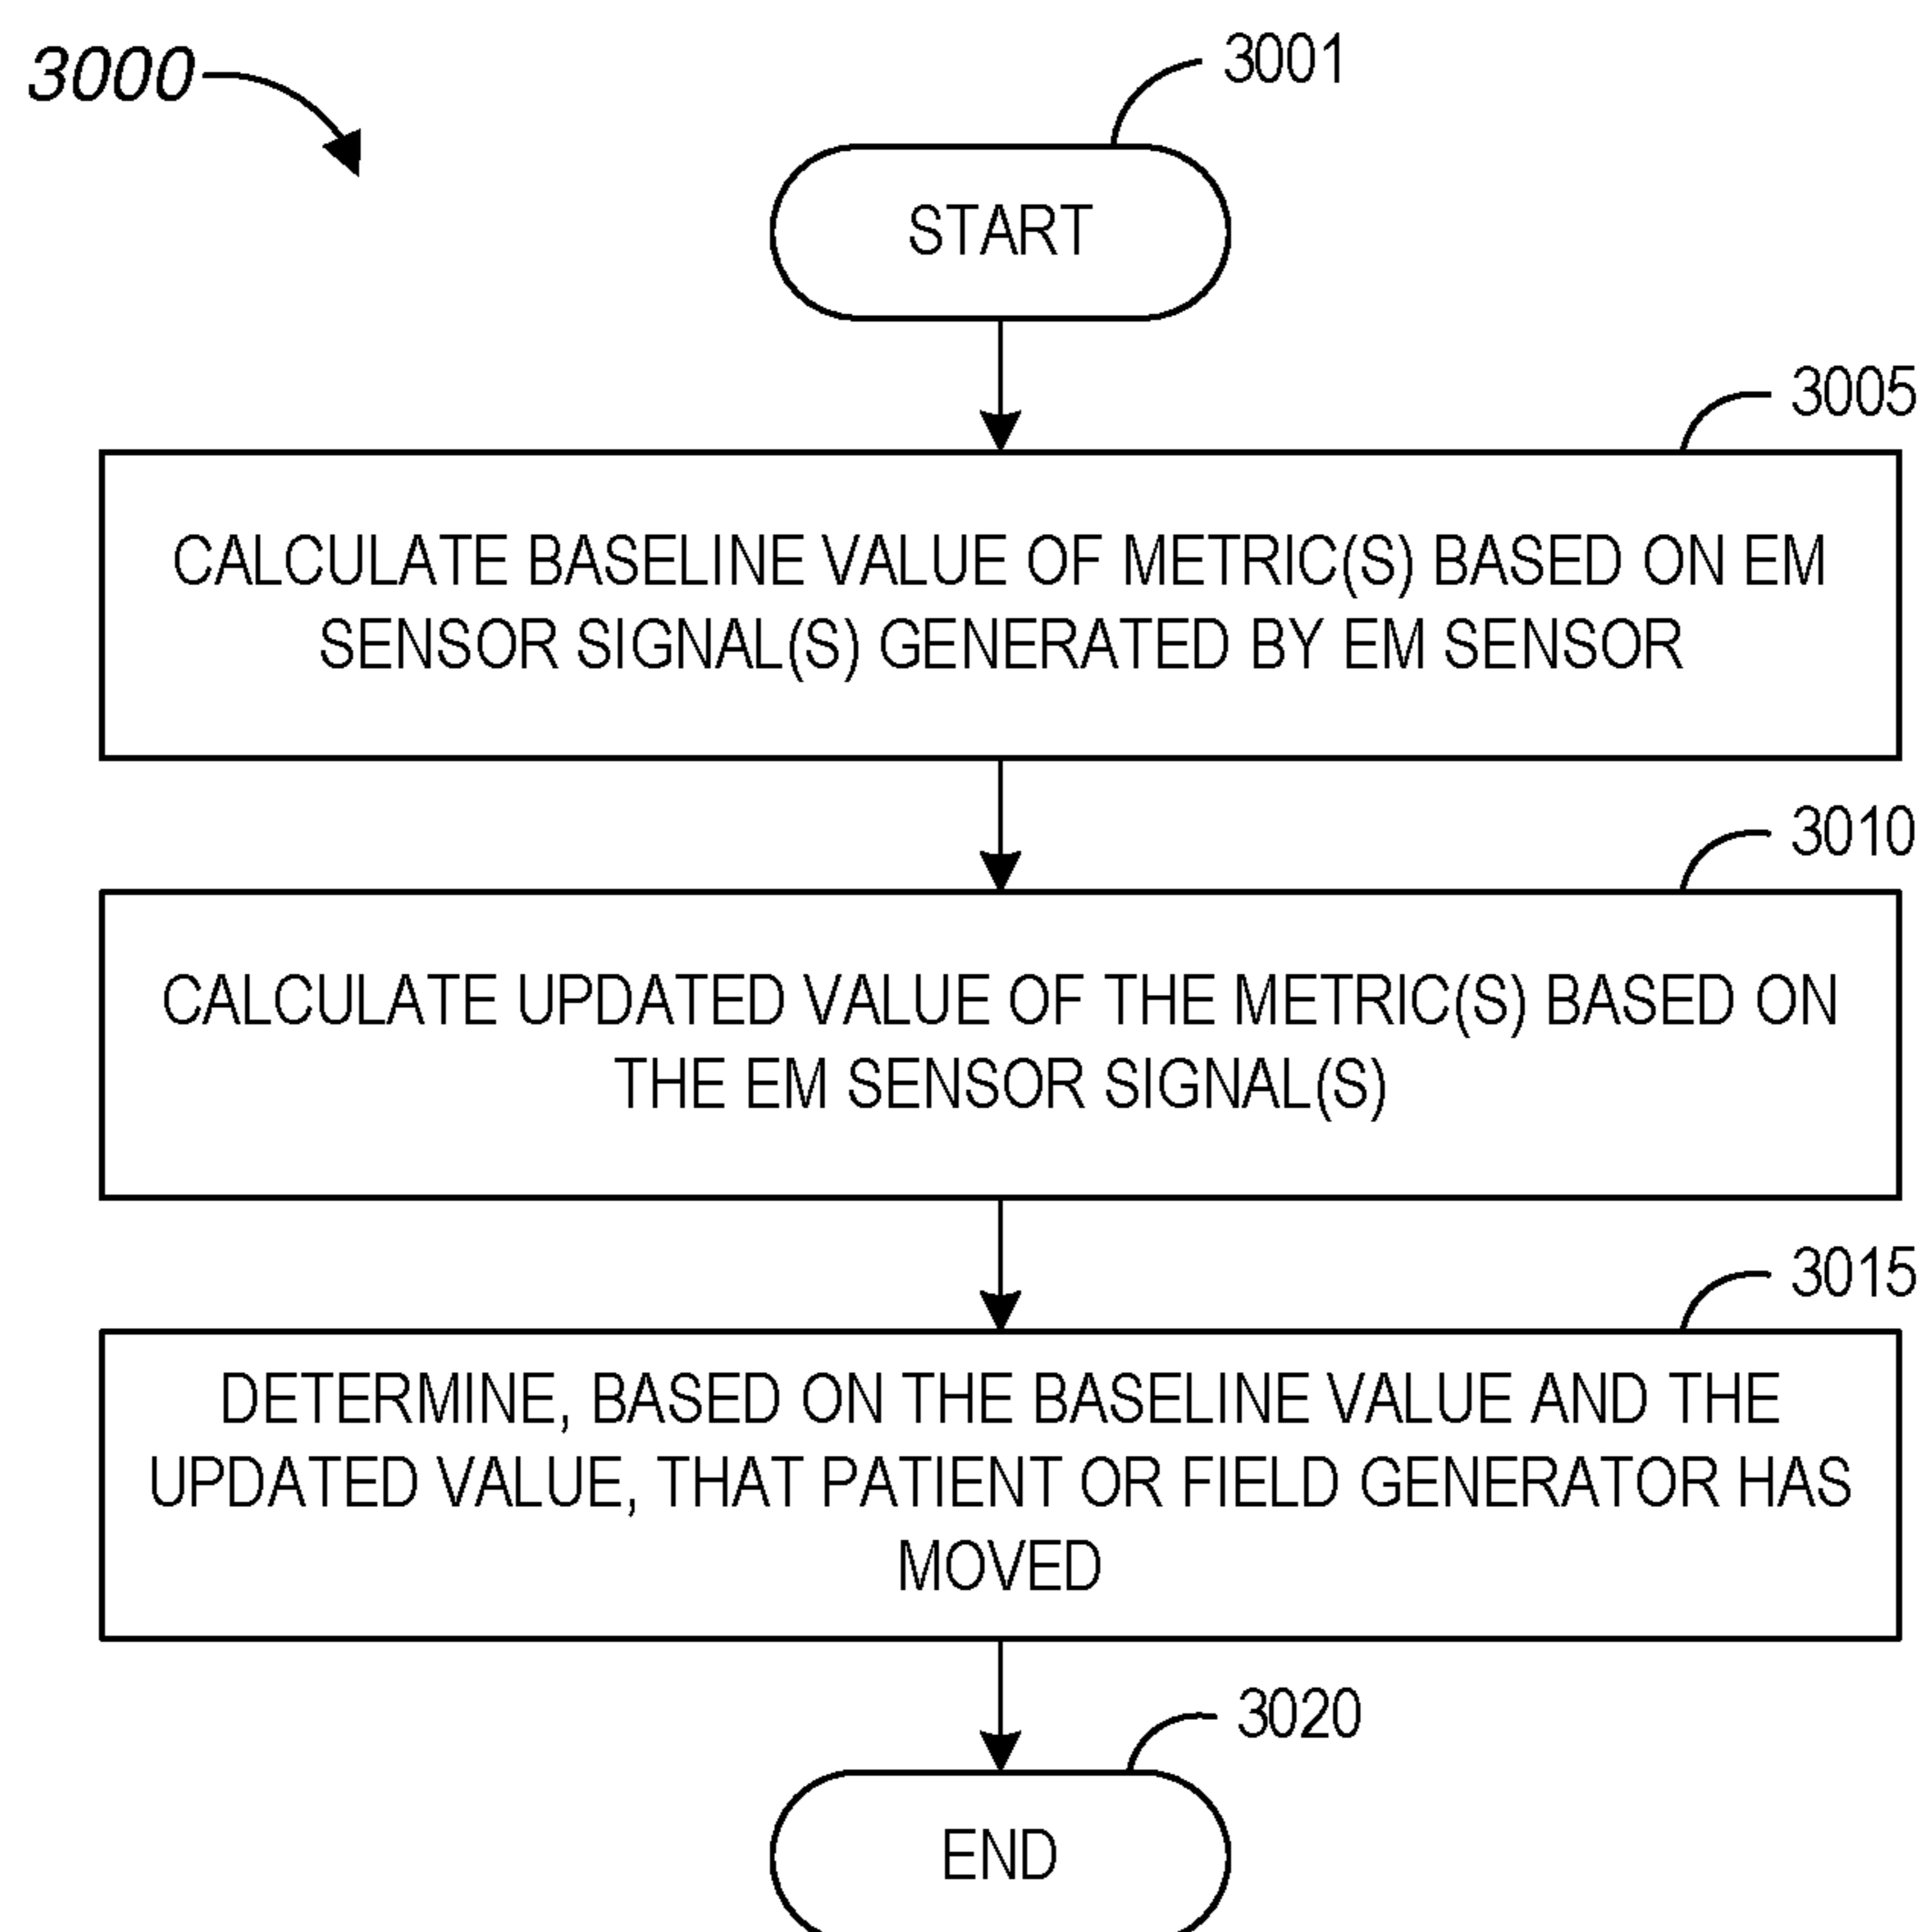 3000
3001
START
3005
CALCULATE BASELINE VALUE OF METRIC(S) BASED ON EM
SENSOR SIGNAL(S) GENERATED BY EM SENSOR
3010
CALCULATE UPDATED VALUE OF THE METRIC(S) BASED ON
THE EM SENSOR SIGNAL(S)
3015
DETERMINE, BASED ON THE BASELINE VALUE AND THE
UPDATED VALUE, THAT PATIENT OR FIELD GENERATOR HAS
MOVED
3020
END